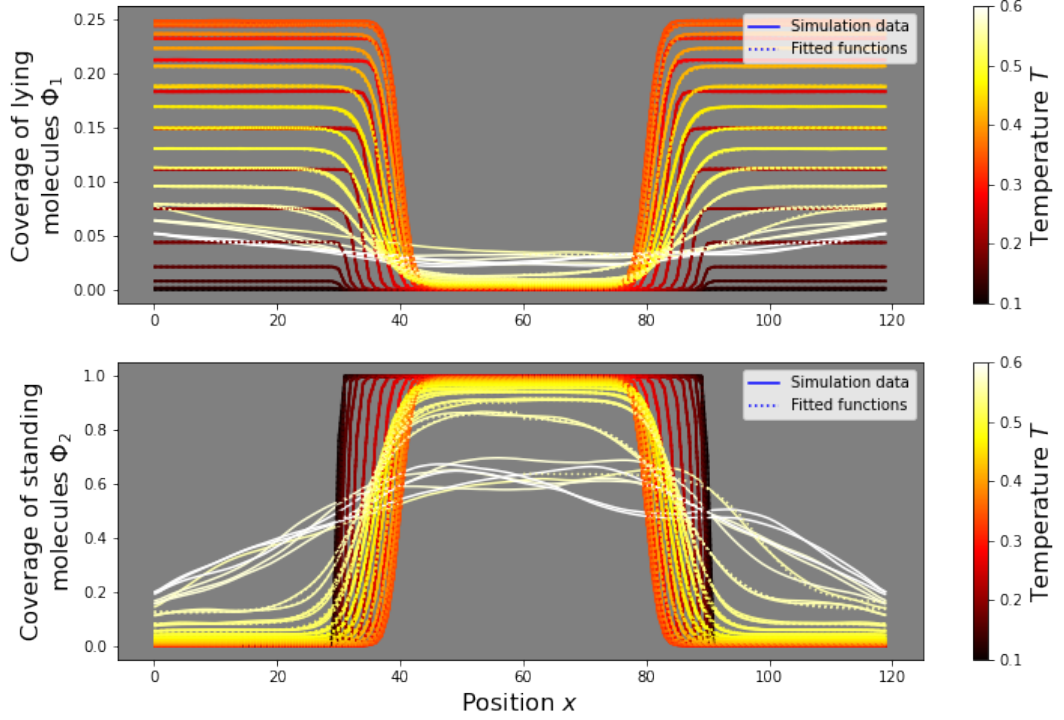 Coverage of lying
molecules Φ₁
0.25
0.20
0.15
0.10
0.05
0.00
0 20 40 60 80 100 120
Simulation data
Fitted functions
0.6
0.5
0.4
0.3
0.2
0.1
Temperature T
Coverage of standing
molecules Φ₂
1.0
0.8
0.6
0.4
0.2
0.0
0 20 40 60 80 100 120
Position x
Simulation data
Fitted functions
0.6
0.5
0.4
0.3
0.2
0.1
Temperature T